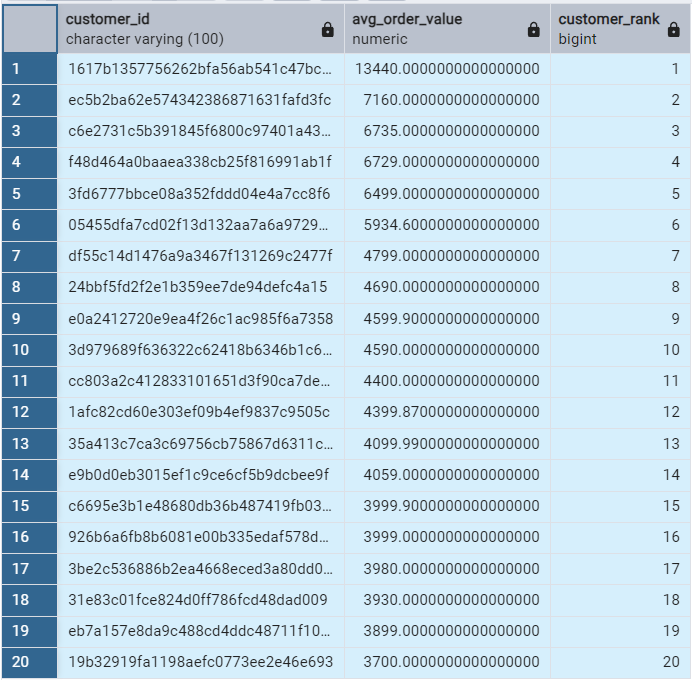 customer_id avg_order_value customer_rank
character varying (100) numeric bigint
1 1617b1357756262bfa56ab541c47bc... 13440.0000000000000000 1
2 ec5b2ba62e574342386871631fafd3fc 7160.0000000000000000 2
3 c6e2731c5b391845f6800c97401a43... 6735.0000000000000000 3
4 f48d464a0baaea338cb25f816991ab1f 6729.0000000000000000 4
5 3fd6777bbce08a352fddd04e4a7cc8f6 6499.0000000000000000 5
6 05455dfa7cd02f13d132aa7a6a9729... 5934.6000000000000000 6
7 df55c14d1476a9a3467f131269c2477f 4799.0000000000000000 7
8 24bbf5fd2f2e1b359ee7de94defc4a15 4690.0000000000000000 8
9 e0a2412720e9ea4f26c1ac985f6a7358 4599.9000000000000000 9
10 3d979689f636322c62418b6346b1c6... 4590.0000000000000000 10
11 cc803a2c412833101651d3f90ca7de... 4400.0000000000000000 11
12 1afc82cd60e303ef09b4ef9837c9505c 4399.8700000000000000 12
13 35a413c7ca3c69756cb75867d6311c... 4099.9900000000000000 13
14 e9b0d0eb3015ef1c9ce6cf5b9dcbee9f 4059.0000000000000000 14
15 c6695e3b1e48680db36b487419fb03... 3999.9000000000000000 15
16 926b6a6fb8b6081e00b335edaf578d... 3999.0000000000000000 16
17 3be2c536886b2ea4668eced3a80dd0... 3980.0000000000000000 17
18 31e83c01fce824d0ff786fcd48dad009 3930.0000000000000000 18
19 eb7a157e8da9c488cd4ddc48711f10... 3899.0000000000000000 19
20 19b32919fa1198aefc0773ee2e46e693 3700.0000000000000000 20